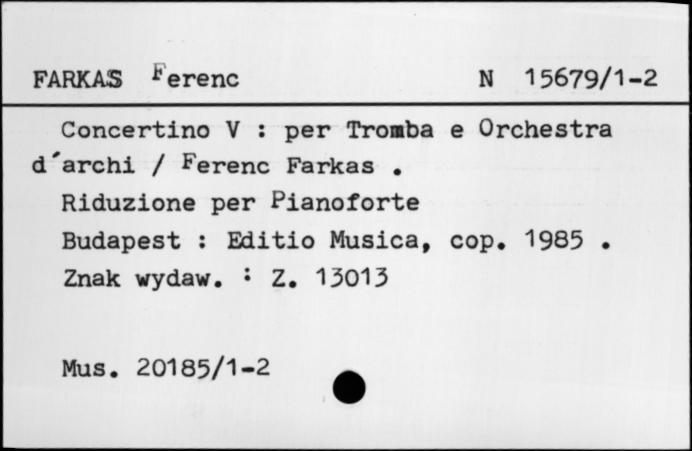 FARKAS Ferenc N 15679/1-2
Concertino V : per Tromba e Orchestra
d´archi / Ferenc Farkas .
Riduzione per Pianoforte
Budapest : Editio Musica, cop. 1985 .
Znak wydaw. : Z. 13013
Mus. 20185/1-2